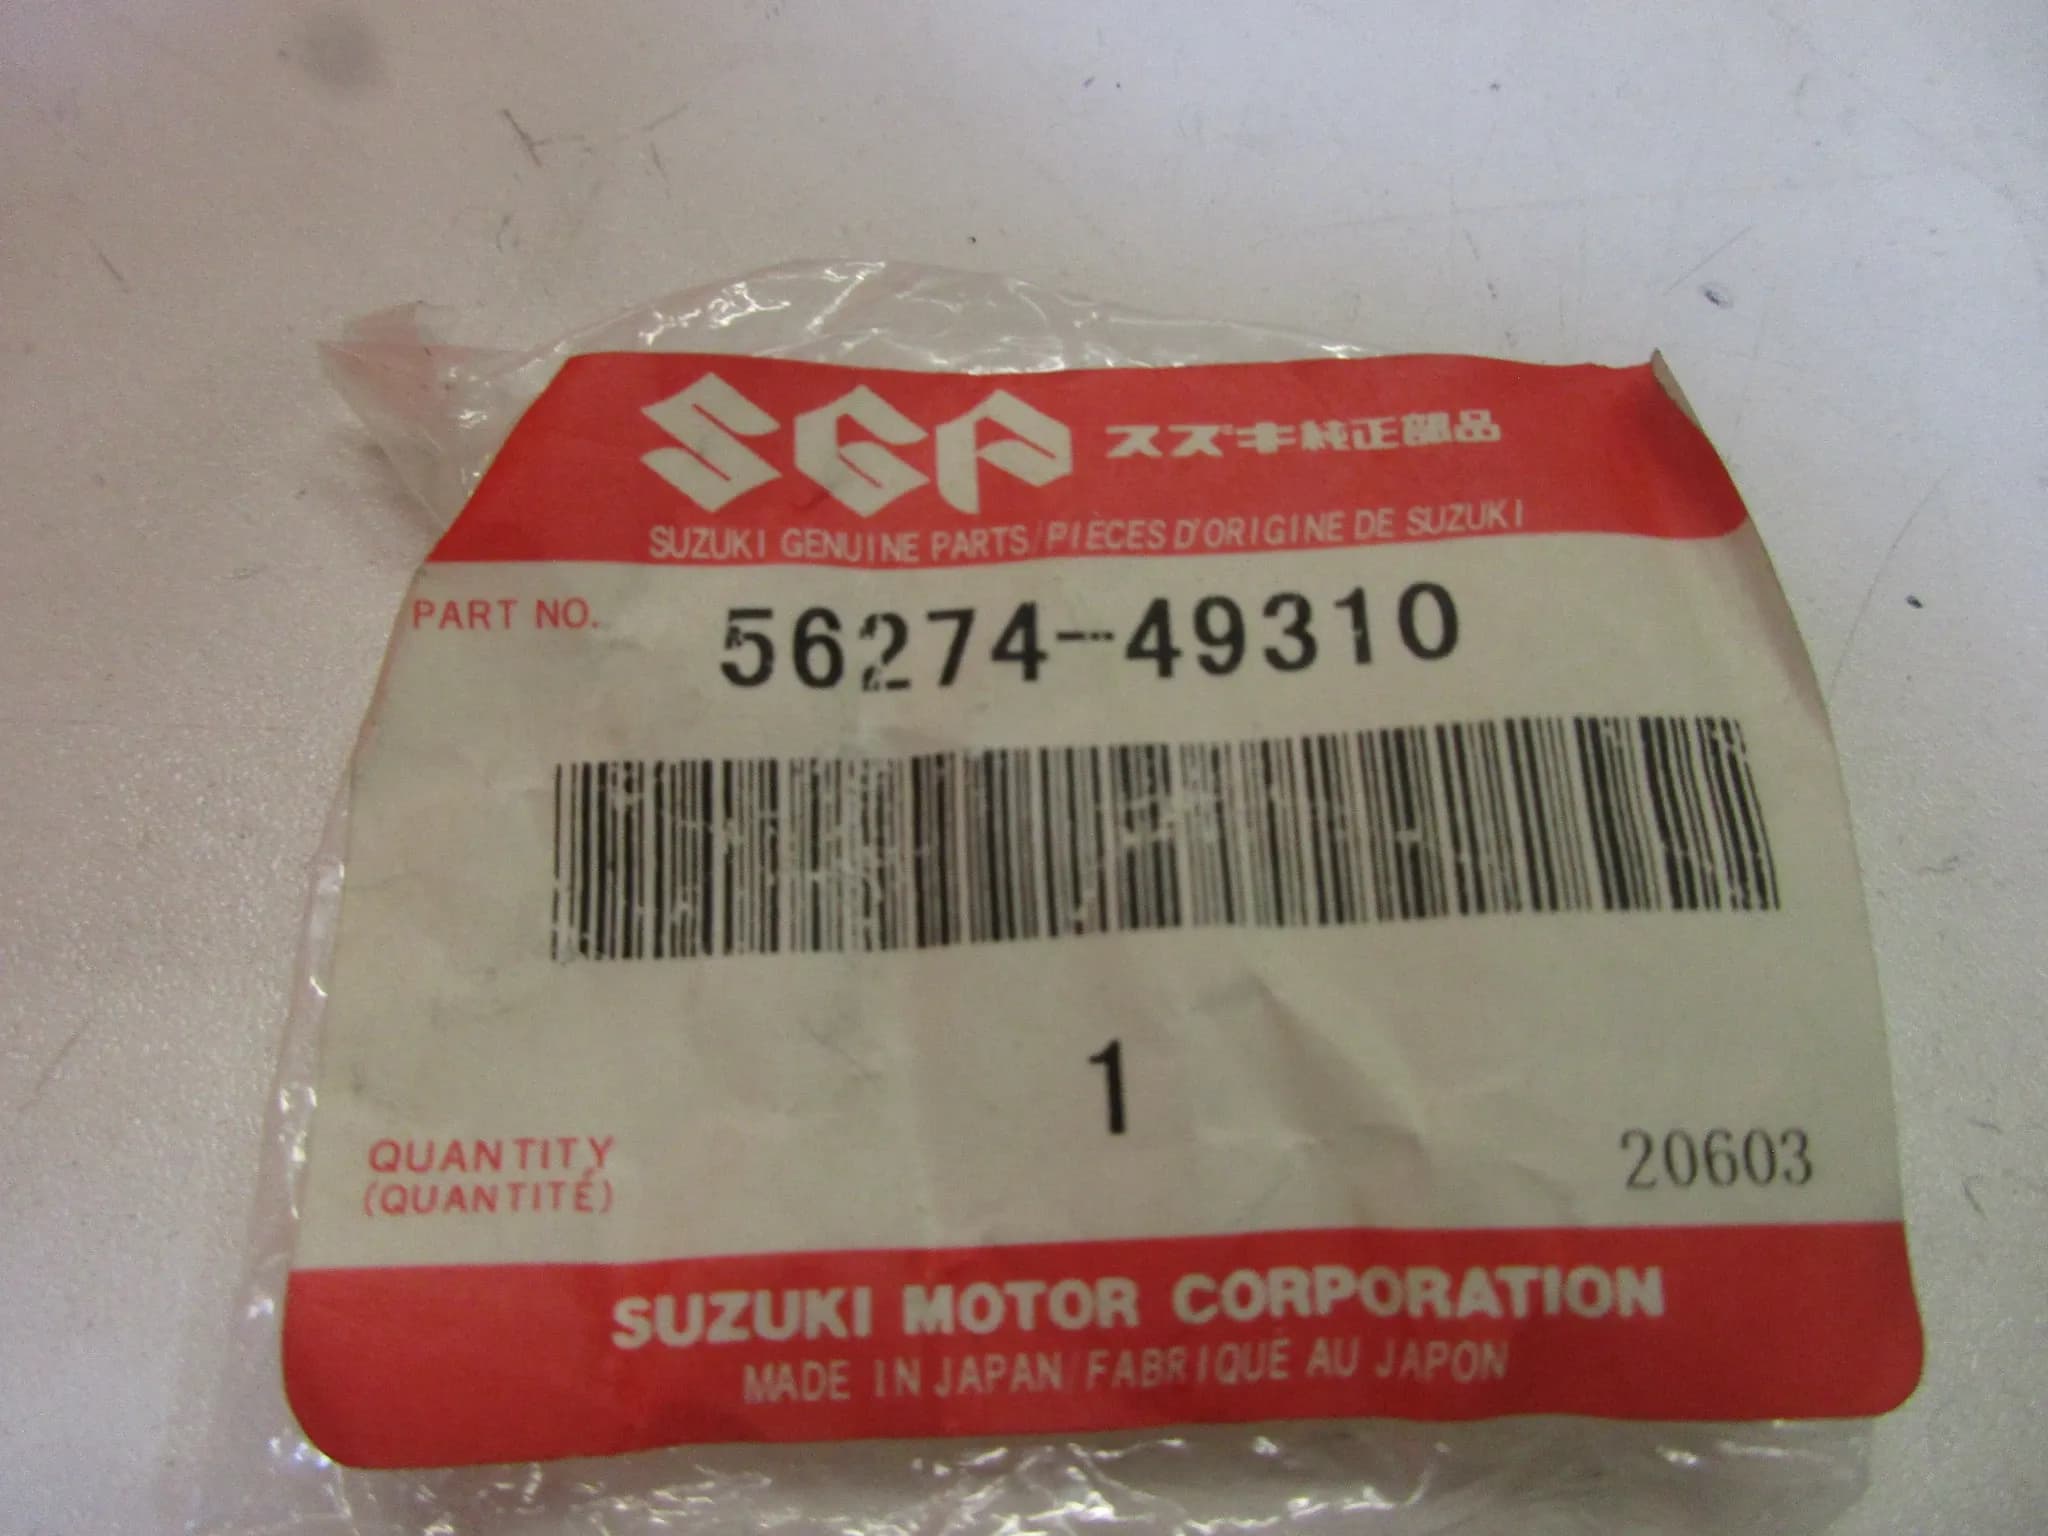 SGP スズキ純正部品
SUZUKI GENUINE PARTS/PIECES D'ORIGINE DE SUZUKI
PART NO. 56274-49310
1
QUANTITY
(QUANTITÉ)
20603
SUZUKI MOTOR CORPORATION
MADE IN JAPAN/FABRIQUÉ AU JAPON